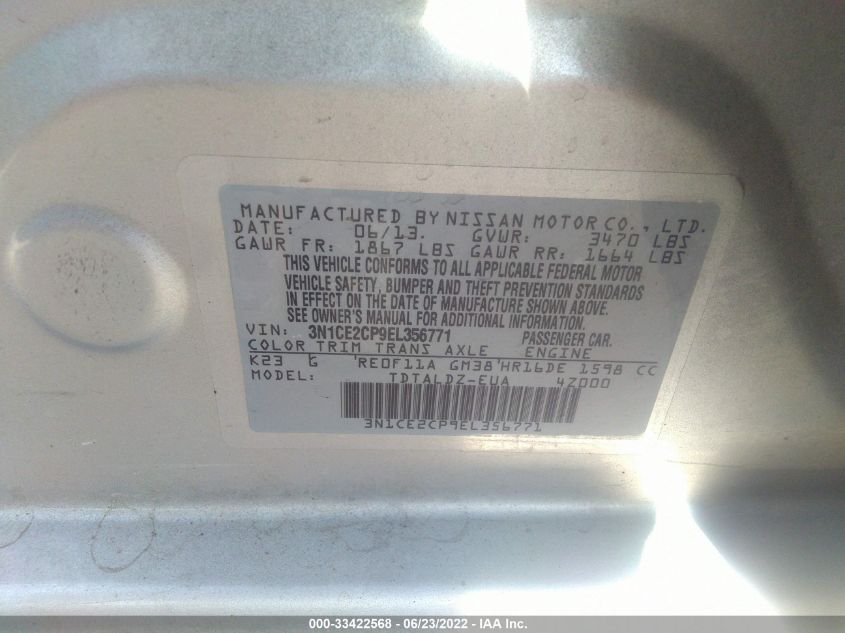 MANUFACTURED BY NISSAN MOTOR CO., LTD.
DATE: 06/13. GVWR: 3470 LBS
GAWR FR: 1867 LBS GAWR RR: 1664 LBS
THIS VEHICLE CONFORMS TO ALL APPLICABLE FEDERAL MOTOR
VEHICLE SAFETY, BUMPER AND THEFT PREVENTION STANDARDS
IN EFFECT ON THE DATE OF MANUFACTURE SHOWN ABOVE.
SEE OWNER'S MANUAL FOR ADDITIONAL INFORMATION.
VIN: 3N1CE2CP9EL356771 PASSENGER CAR.
COLOR TRIM TRANS AXLE ENGINE
K23 G 'RE0F11A GM38'HR16DE 1598 CC
MODEL: TDTALDZ-EUA 4Z000
3N1CE2CP9EL356771
000-33422568 - 06/23/2022 - IAA Inc.